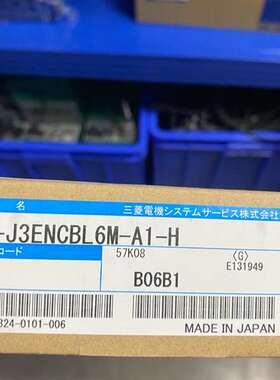 名 三菱電機システムサービス株式会
-J3ENCBL6M-A1-H
コード 57K08 〈G〉
E131949
B06B1
324-0101-006 MADE IN JAPAN